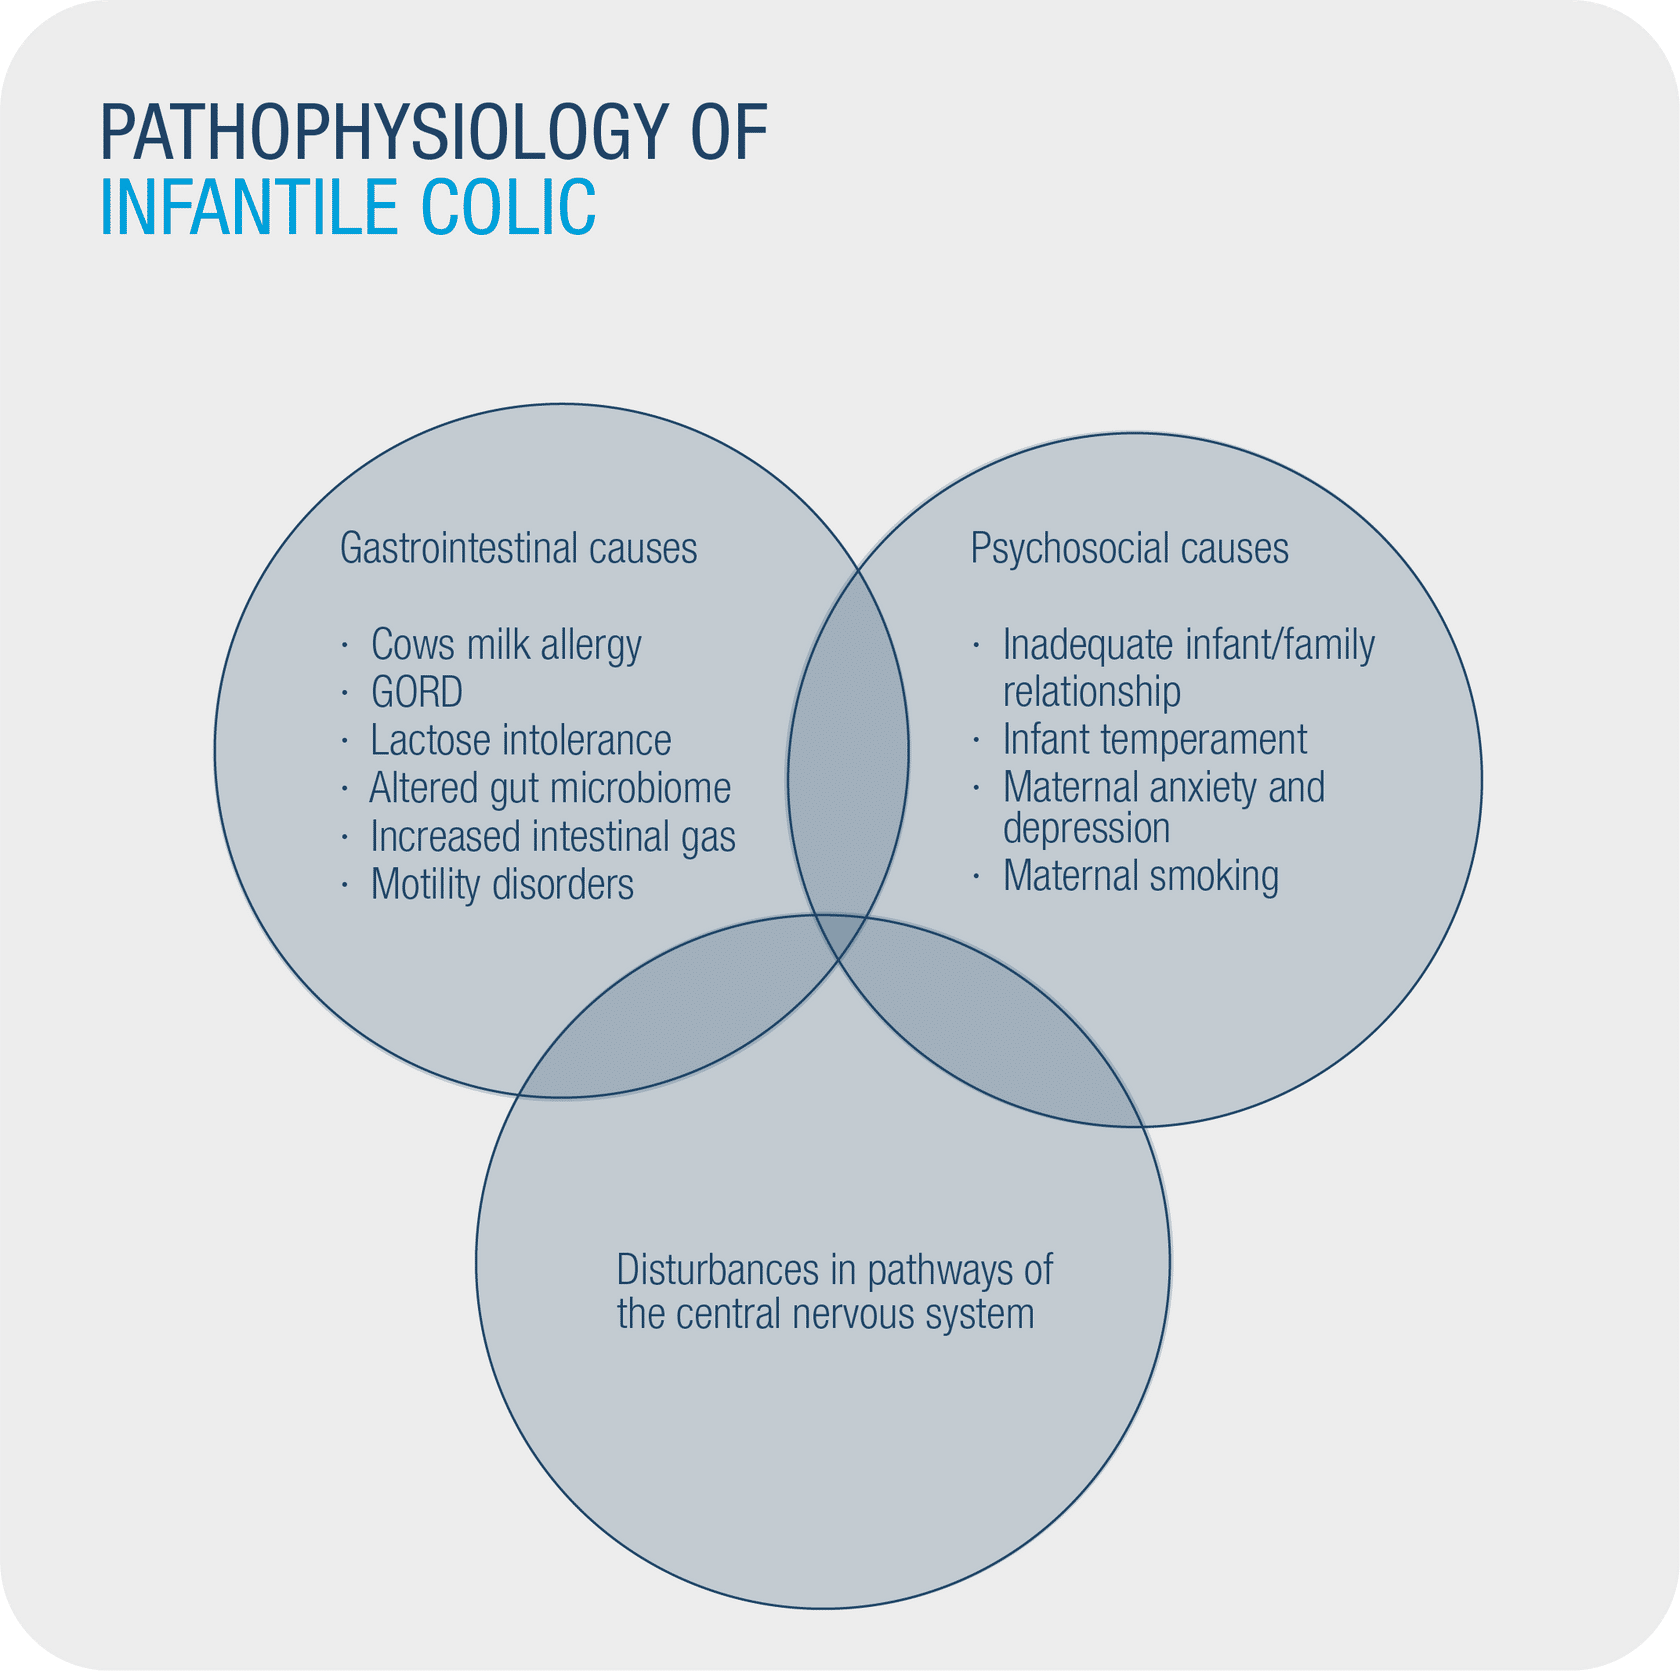 PATHOPHYSIOLOGY OF
INFANTILE COLIC
Gastrointestinal causes
· Cows milk allergy
· GORD
· Lactose intolerance
· Altered gut microbiome
· Increased intestinal gas
· Motility disorders
Psychosocial causes
· Inadequate infant/family
relationship
· Infant temperament
· Maternal anxiety and
depression
· Maternal smoking
Disturbances in pathways of
the central nervous system